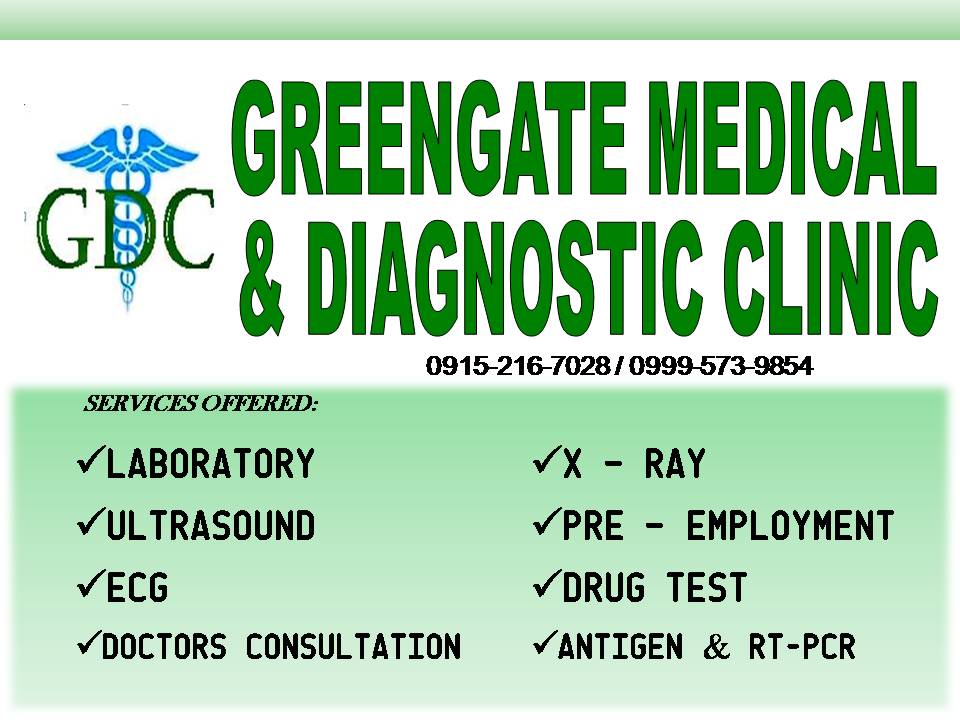 GREENGATE MEDICAL
& DIAGNOSTIC CLINIC
GDC
0915-216-7028 / 0999-573-9854
SERVICES OFFERED:
✓LABORATORY
✓ULTRASOUND
✓ECG
✓DOCTORS CONSULTATION
✓X – RAY
✓PRE – EMPLOYMENT
✓DRUG TEST
✓ANTIGEN & RT-PCR